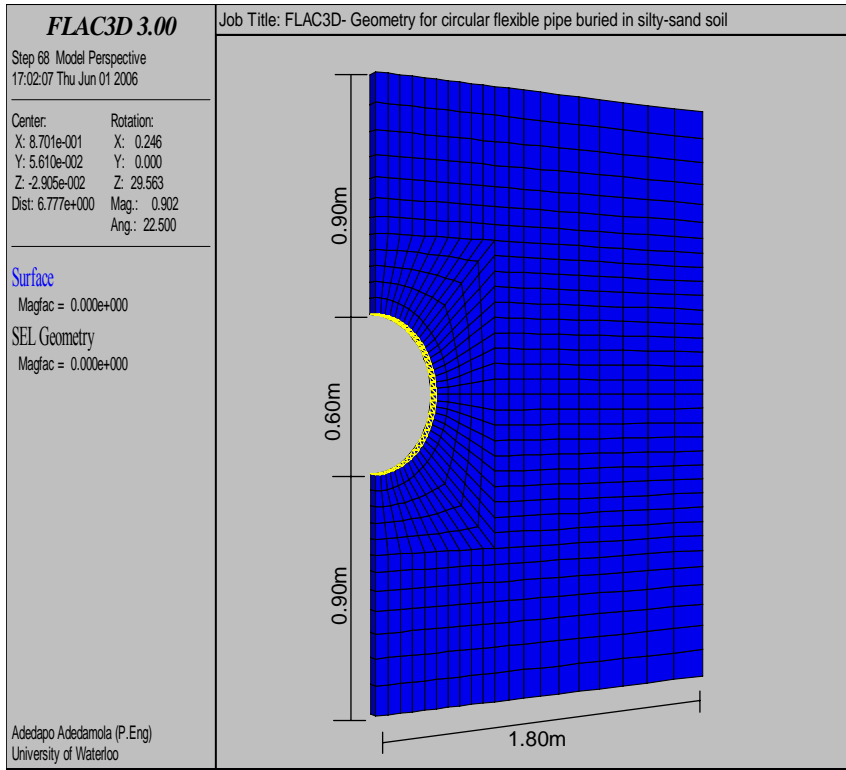 FLAC3D 3.00
Step 68 Model Perspective
17:02:07 Thu Jun 01 2006
Center: Rotation:
X: 8.701e-001 X: 0.246
Y: 5.610e-002 Y: 0.000
Z: -2.905e-002 Z: 29.563
Dist: 6.777e+000 Mag.: 0.902
Ang.: 22.500
Surface
Magfac = 0.000e+000
SEL Geometry
Magfac = 0.000e+000
Adedapo Adedamola (P.Eng)
University of Waterloo
Job Title: FLAC3D- Geometry for circular flexible pipe buried in silty-sand soil
0.90m
0.60m
0.90m
1.80m